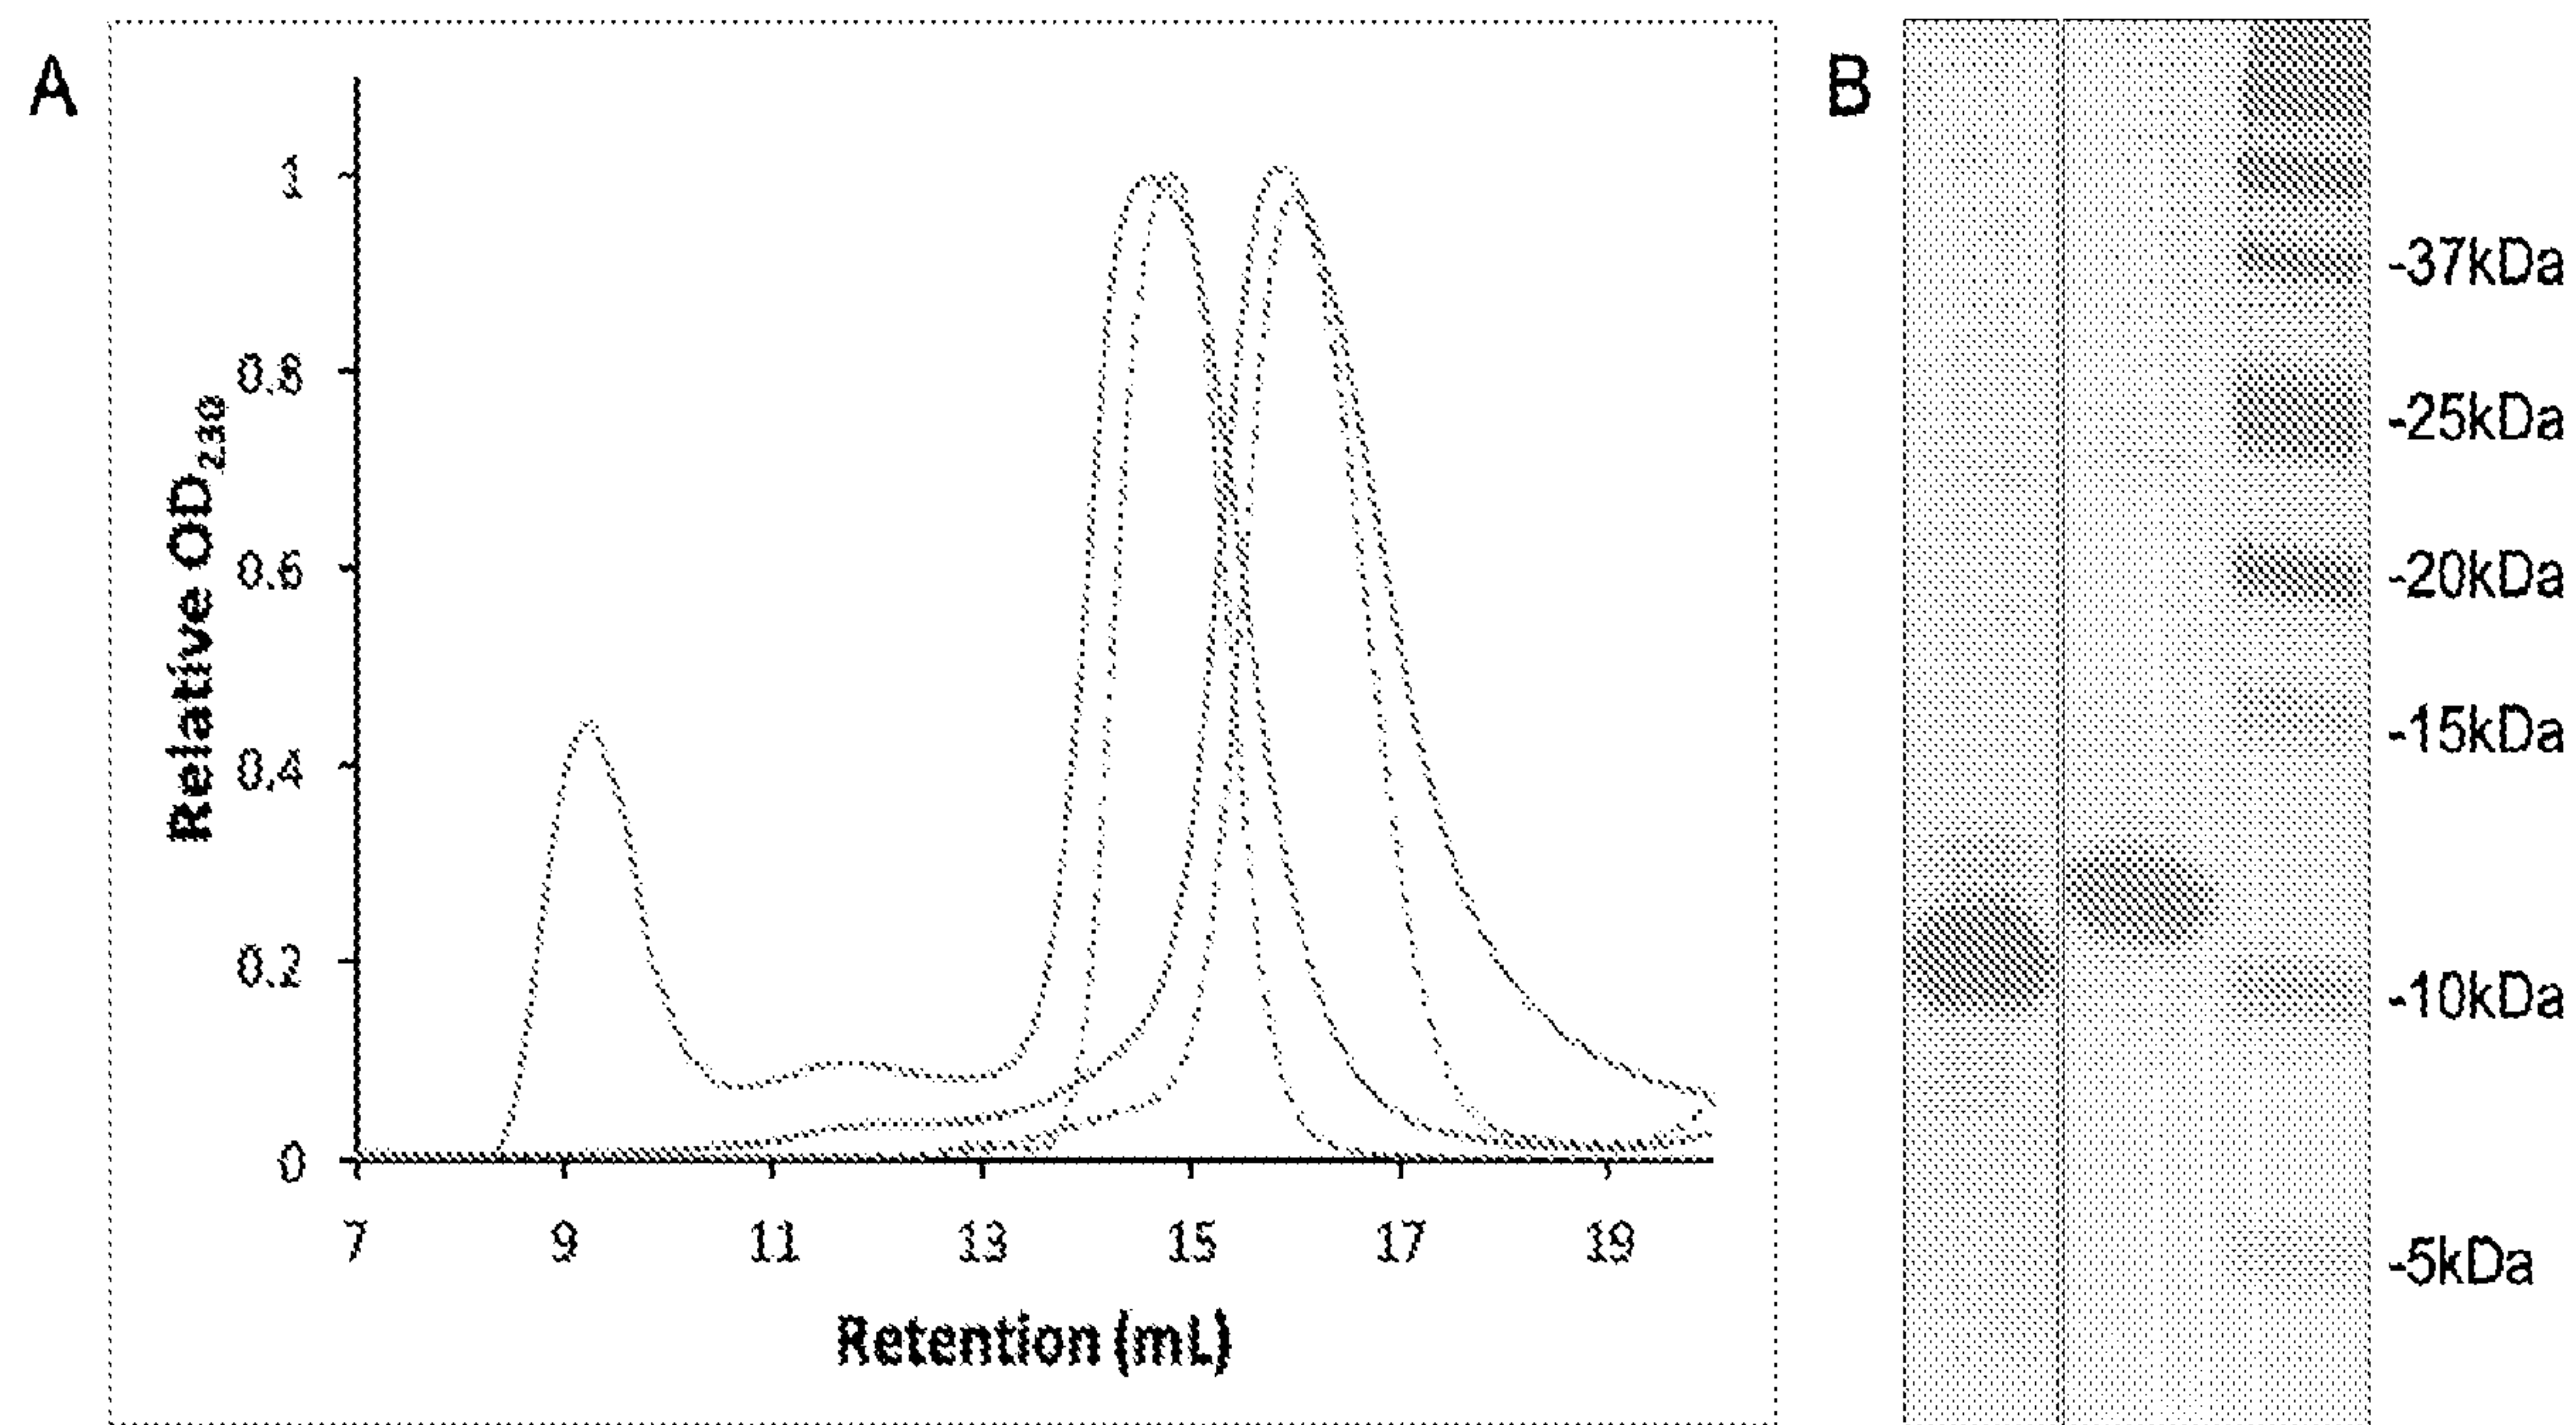 A
B
1
0.8
0.6
0.4
0.2
0
Relative OD230
7 9 11 13 15 17 19
Retention (mL)
-37kDa
-25kDa
-20kDa
-15kDa
-10kDa
-5kDa